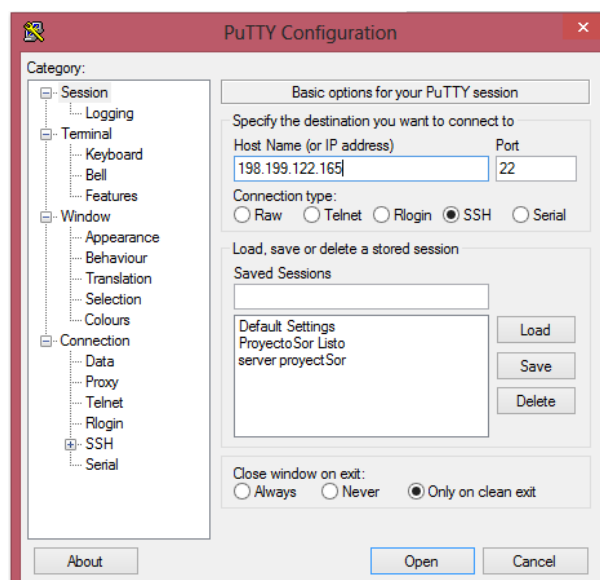 PuTTY Configuration
Category:
Session
Logging
Terminal
Keyboard
Bell
Features
Window
Appearance
Behaviour
Translation
Selection
Colours
Connection
Data
Proxy
Telnet
Rlogin
SSH
Serial
Basic options for your PuTTY session
Specify the destination you want to connect to
Host Name (or IP address) Port
198.199.122.165 22
Connection type:
Raw Telnet Rlogin SSH Serial
Load, save or delete a stored session
Saved Sessions
Default Settings
ProyectoSor Listo
server proyectSor
Load
Save
Delete
Close window on exit:
Always Never Only on clean exit
About Open Cancel